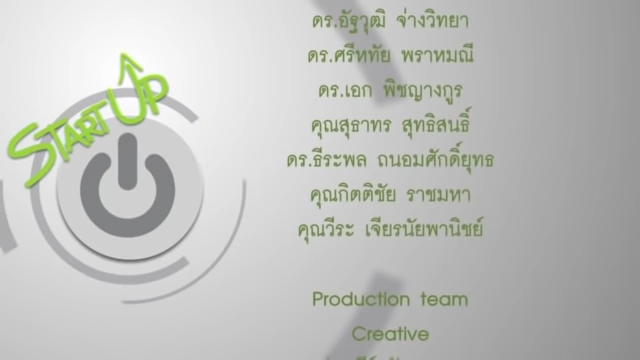 START UP
ดร.อัฐวุฒิ จ่างวิทยา
ดร.ศรีหทัย พราหมณี
ดร.เอก พิชญางกูร
คุณสุธาทร สุทธิสนธิ์
ดร.ธีระพล ถนอมศักดิ์ยุทธ
คุณกิตติชัย ราชมหา
คุณวีระ เจียรนัยพานิชย์
Production team
Creative